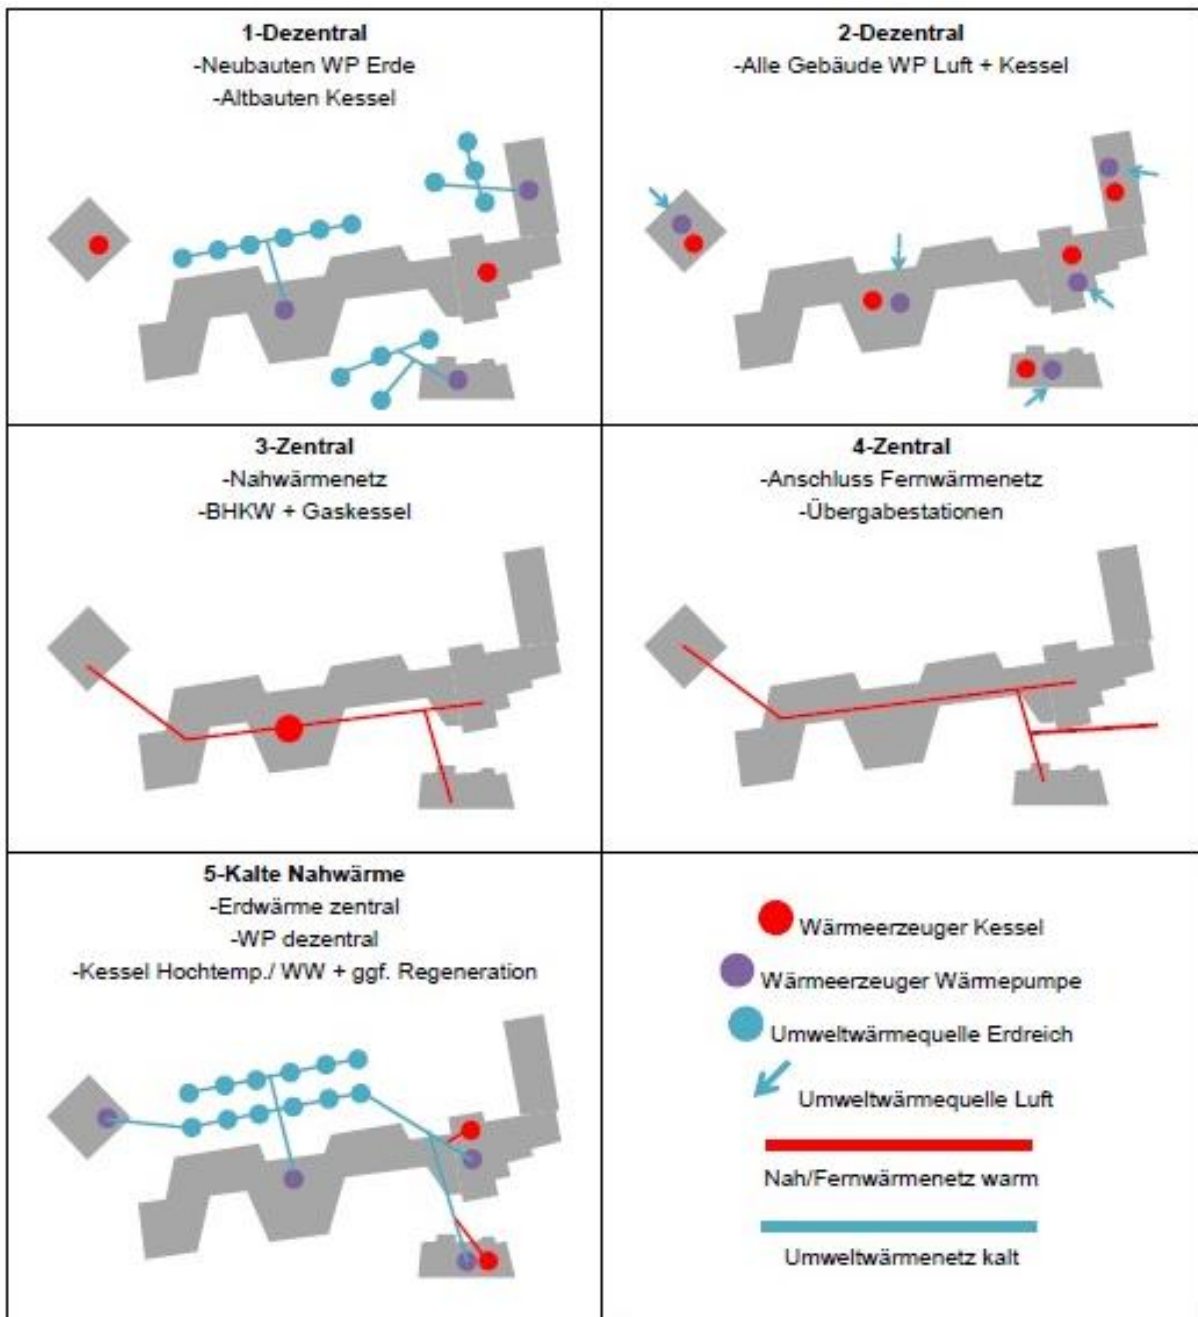 1-Dezentral
-Neubauten WP Erde
-Altbauten Kessel
2-Dezentral
-Alle Gebäude WP Luft + Kessel
3-Zentral
-Nahwärmenetz
-BHKW + Gaskessel
4-Zentral
-Anschluss Fernwärmenetz
-Übergabestationen
5-Kalte Nahwärme
-Erdwärme zentral
-WP dezentral
-Kessel Hochtemp./ WW + ggf. Regeneration
Wärmeerzeuger Kessel
Wärmeerzeuger Wärmepumpe
Umweltwärmequelle Erdreich
Umweltwärmequelle Luft
Nah/Fernwärmenetz warm
Umweltwärmenetz kalt